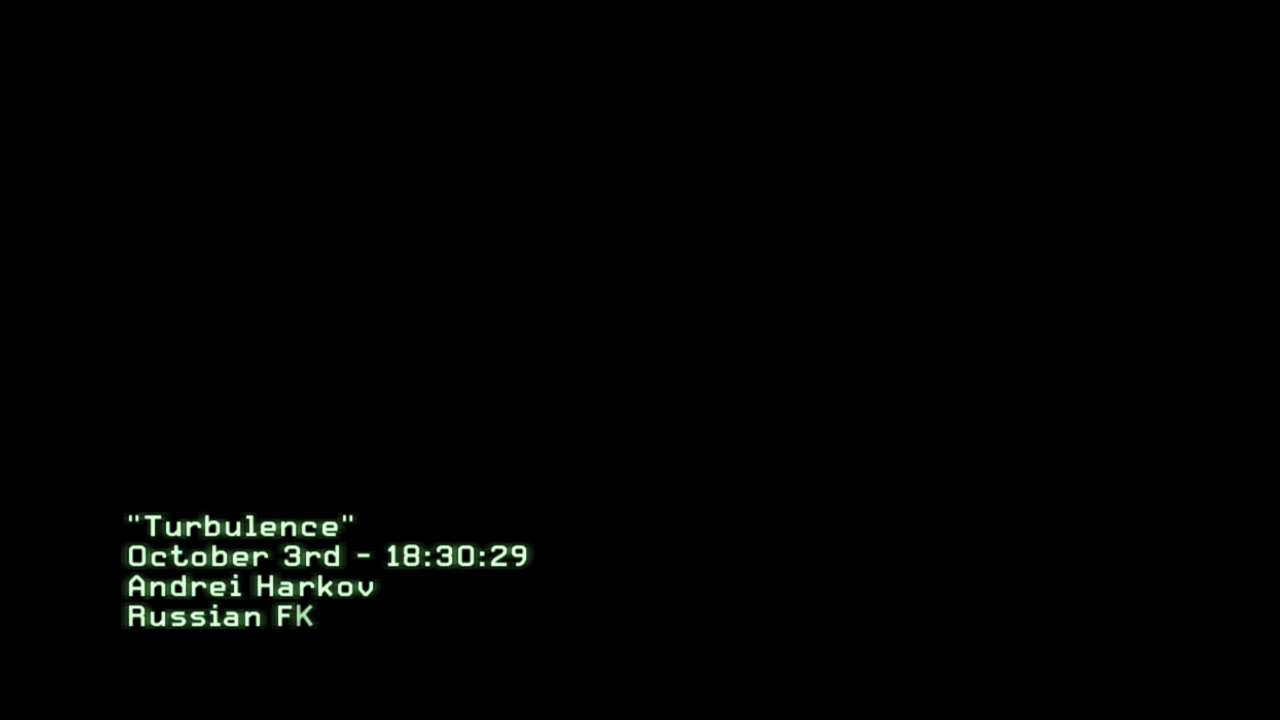 "Turbulence"
October 3rd - 18:30:29
Andrei Harkov
Russian FK